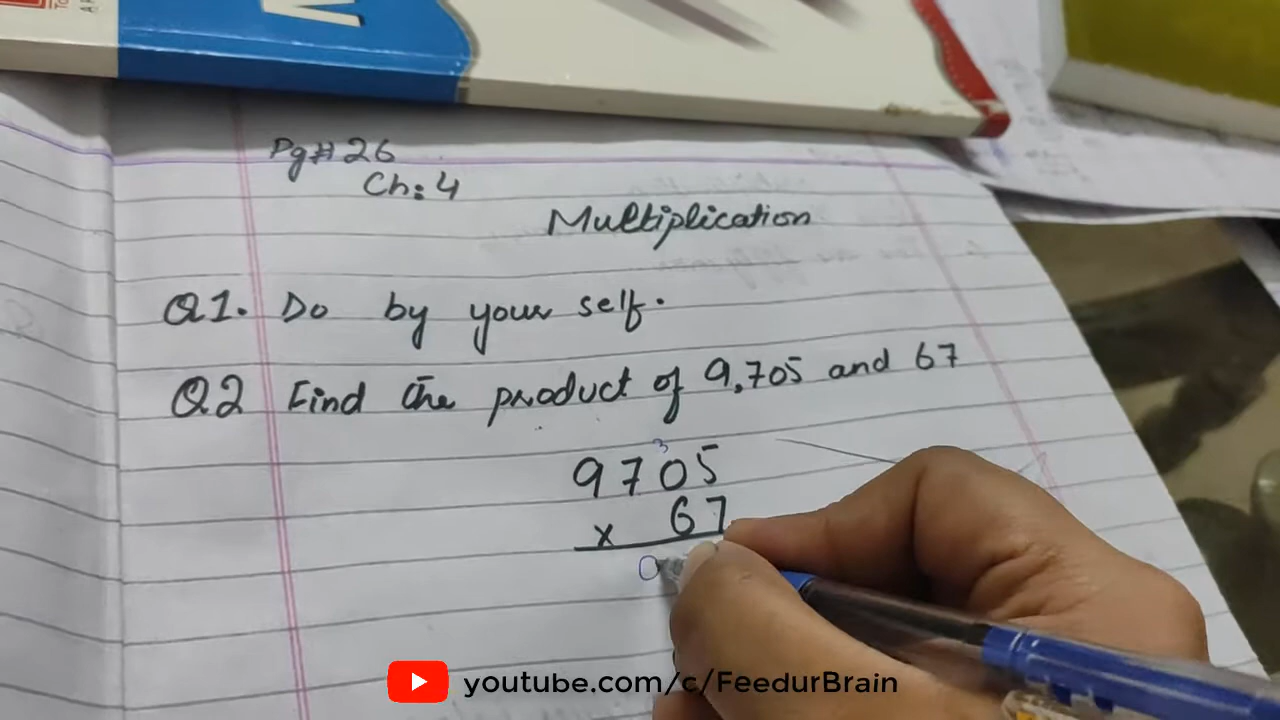 Pg# 26
Ch: 4
Multiplication
Q1. Do by your self.
Q2 Find the product of 9,705 and 67
3
9705
x 67
0
youtube.com/c/FeedurBrain